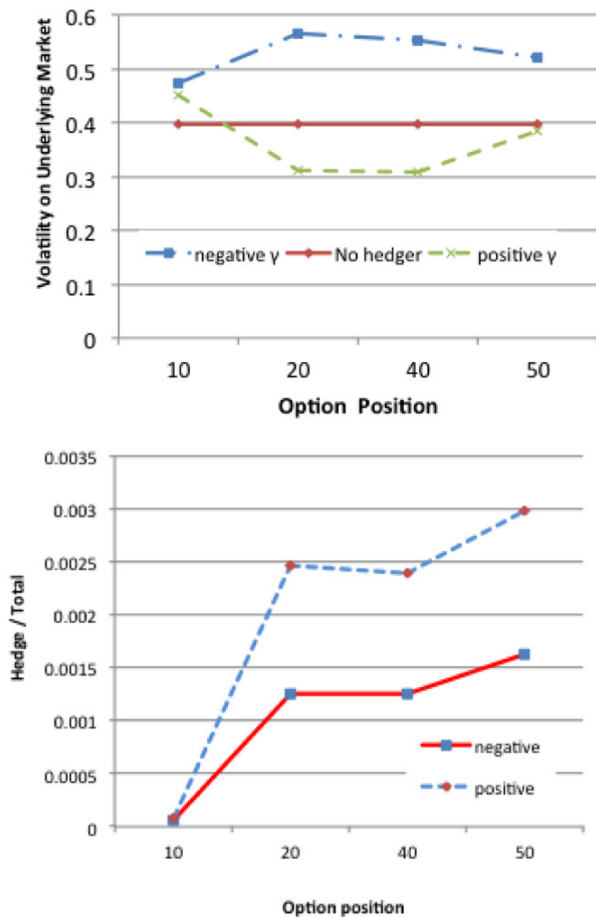 Volatility on Underlying Market
0.6
0.5
0.4
0.3
0.2
0.1
0
negative γ
No hedger
positive γ
10 20 40 50
Option Position
Hedge / Total
0.0035
0.003
0.0025
0.002
0.0015
0.001
0.0005
0
negative
positive
10 20 40 50
Option position